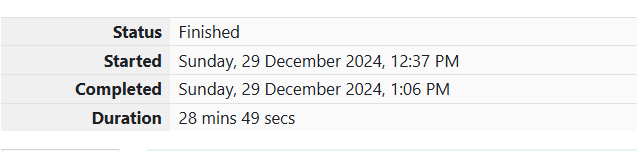 Status Finished
Started Sunday, 29 December 2024, 12:37 PM
Completed Sunday, 29 December 2024, 1:06 PM
Duration 28 mins 49 secs